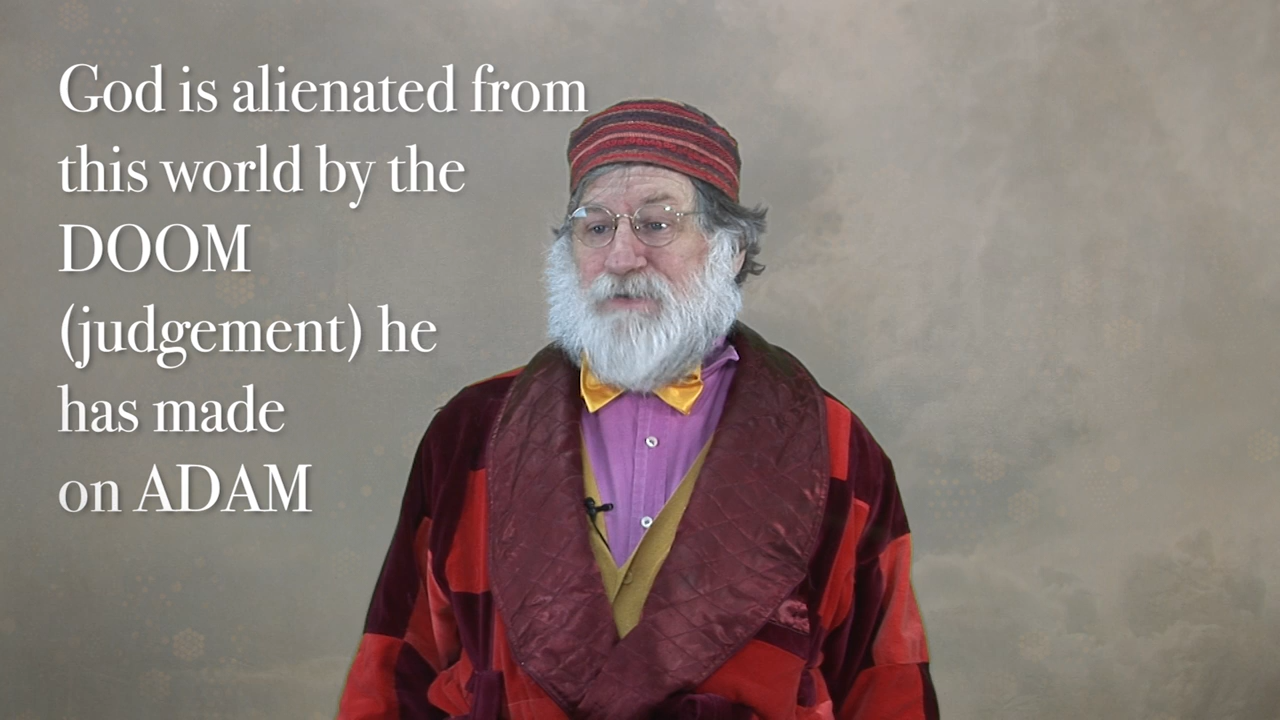 God is alienated from
this world by the
DOOM
(judgement) he
has made
on ADAM